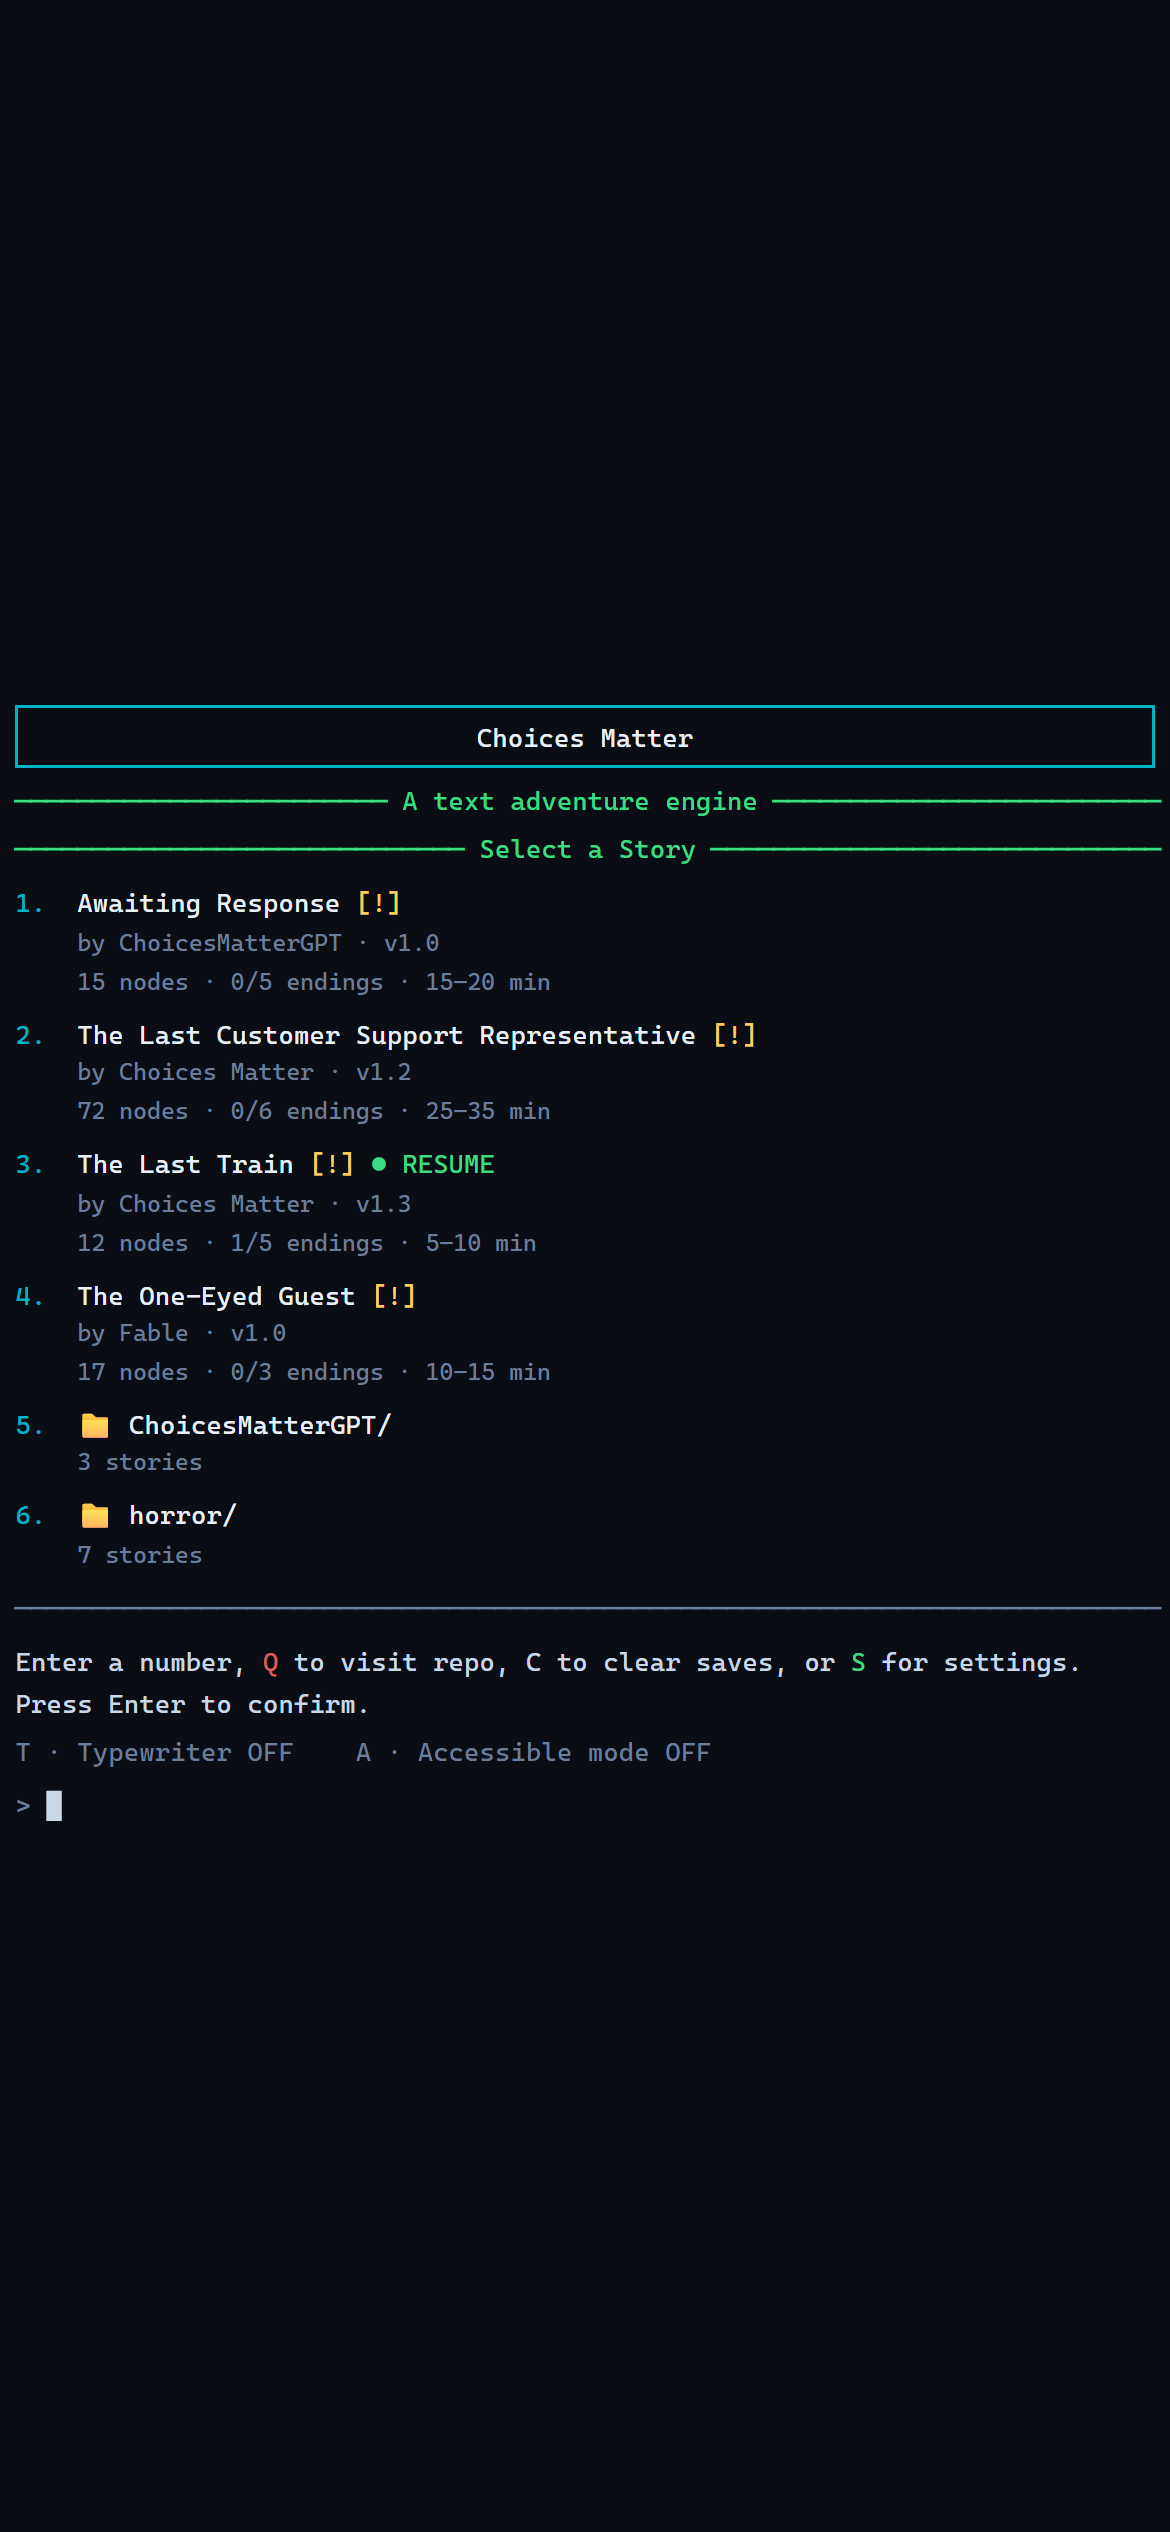 Choices Matter
A text adventure engine
Select a Story
1. Awaiting Response [!]
by ChoicesMatterGPT · v1.0
15 nodes · 0/5 endings · 15–20 min
2. The Last Customer Support Representative [!]
by Choices Matter · v1.2
72 nodes · 0/6 endings · 25–35 min
3. The Last Train [!] ● RESUME
by Choices Matter · v1.3
12 nodes · 1/5 endings · 5–10 min
4. The One-Eyed Guest [!]
by Fable · v1.0
17 nodes · 0/3 endings · 10–15 min
5. 📁 ChoicesMatterGPT/
3 stories
6. 📁 horror/
7 stories
Enter a number, Q to visit repo, C to clear saves, or S for settings.
Press Enter to confirm.
T · Typewriter OFF A · Accessible mode OFF
>